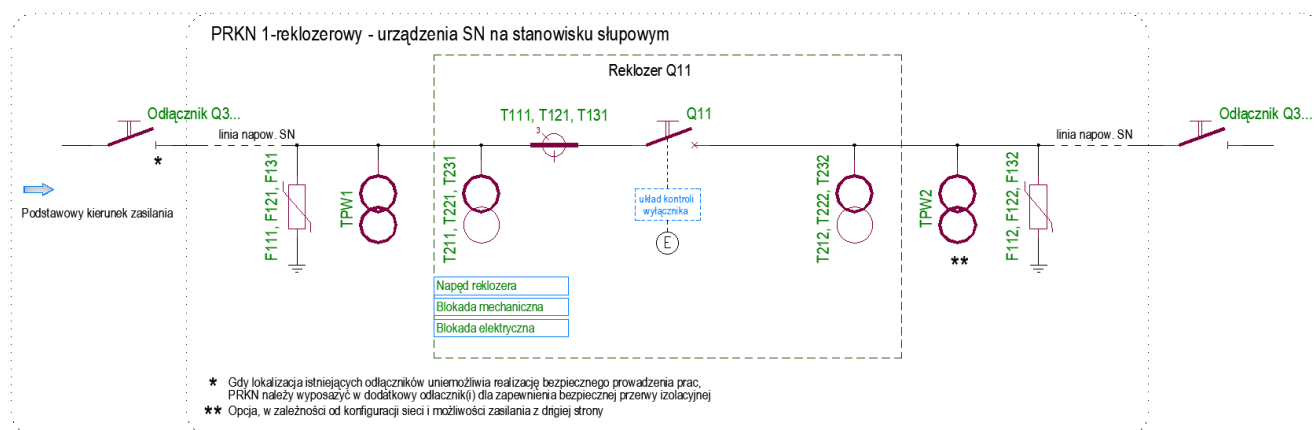 PRKN 1-reklozerowy - urządzenia SN na stanowisku słupowym
Reklozer Q11
Odłącznik Q3...
T111, T121, T131
Q11
Odłącznik Q3...
linia napow. SN
3
linia napow. SN
*
Podstawowy kierunek zasilania
F111, F121, F131
TPW1
T211, T221, T231
układ kontroli
wyłącznika
E
T212, T222, T232
TPW2
**
F112, F122, F132
Napęd reklozera
Blokada mechaniczna
Blokada elektryczna
* Gdy lokalizacja istniejących odłączników uniemożliwia realizację bezpiecznego prowadzenia prac,
PRKN należy wyposażyć w dodatkowy odłacznik(i) dla zapewnienia bezpiecznej przerwy izolacyjnej
** Opcja, w zależności od konfiguracji sieci i możliwości zasilania z drigiej strony